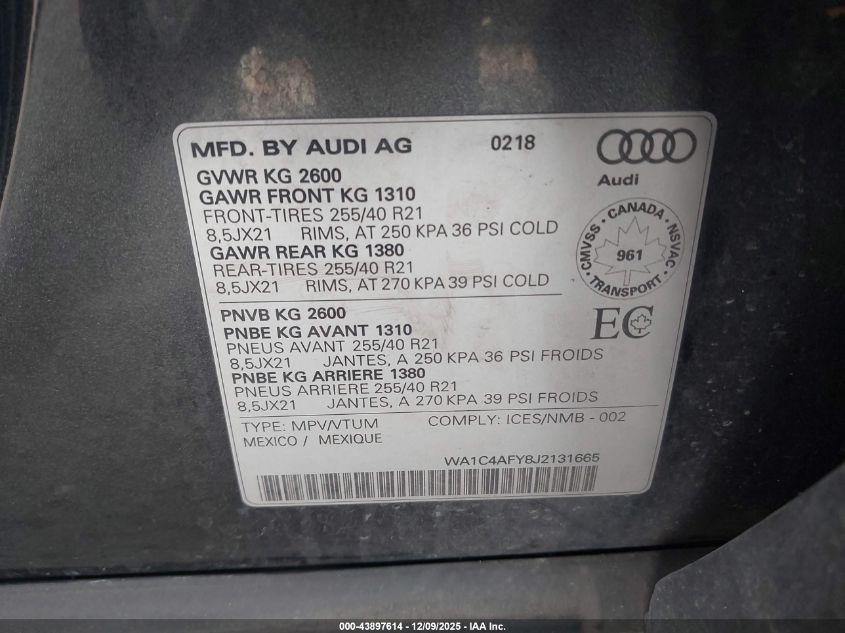 MFD. BY AUDI AG 0218
Audi
GVWR KG 2600
GAWR FRONT KG 1310
FRONT-TIRES 255/40 R21
8,5JX21 RIMS, AT 250 KPA 36 PSI COLD
GAWR REAR KG 1380
REAR-TIRES 255/40 R21
8,5JX21 RIMS, AT 270 KPA 39 PSI COLD
CMVSS • CANADA • NSVAC • TRANSPORT •
961
EC
PNVB KG 2600
PNBE KG AVANT 1310
PNEUS AVANT 255/40 R21
8,5JX21 JANTES, A 250 KPA 36 PSI FROIDS
PNBE KG ARRIERE 1380
PNEUS ARRIERE 255/40 R21
8,5JX21 JANTES, A 270 KPA 39 PSI FROIDS
TYPE: MPV/VTUM COMPLY: ICES/NMB - 002
MEXICO / MEXIQUE
WA1C4AFY8J2131665
000-43897614 - 12/09/2025 - IAA Inc.